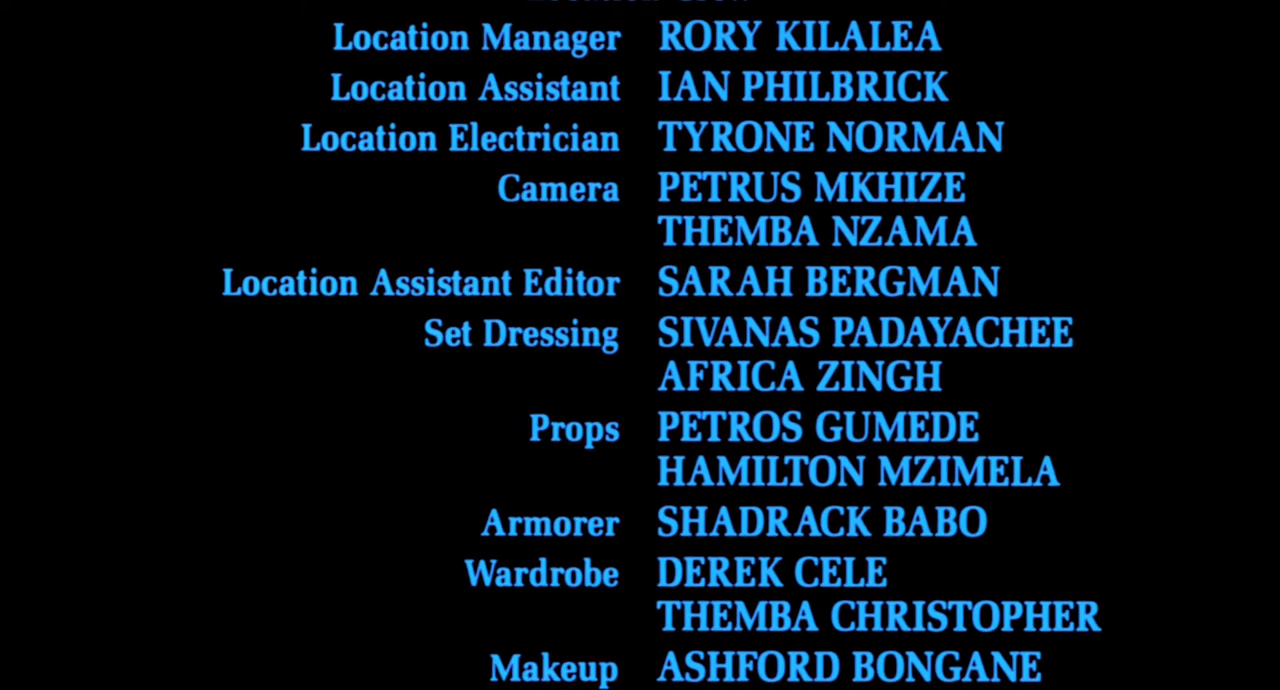 Location Manager RORY KILALEA
Location Assistant IAN PHILBRICK
Location Electrician TYRONE NORMAN
Camera PETRUS MKHIZE
THEMBA NZAMA
Location Assistant Editor SARAH BERGMAN
Set Dressing SIVANAS PADAYACHEE
AFRICA ZINGH
Props PETROS GUMEDE
HAMILTON MZIMELA
Armorer SHADRACK BABO
Wardrobe DEREK CELE
THEMBA CHRISTOPHER
Makeup ASHFORD BONGANE